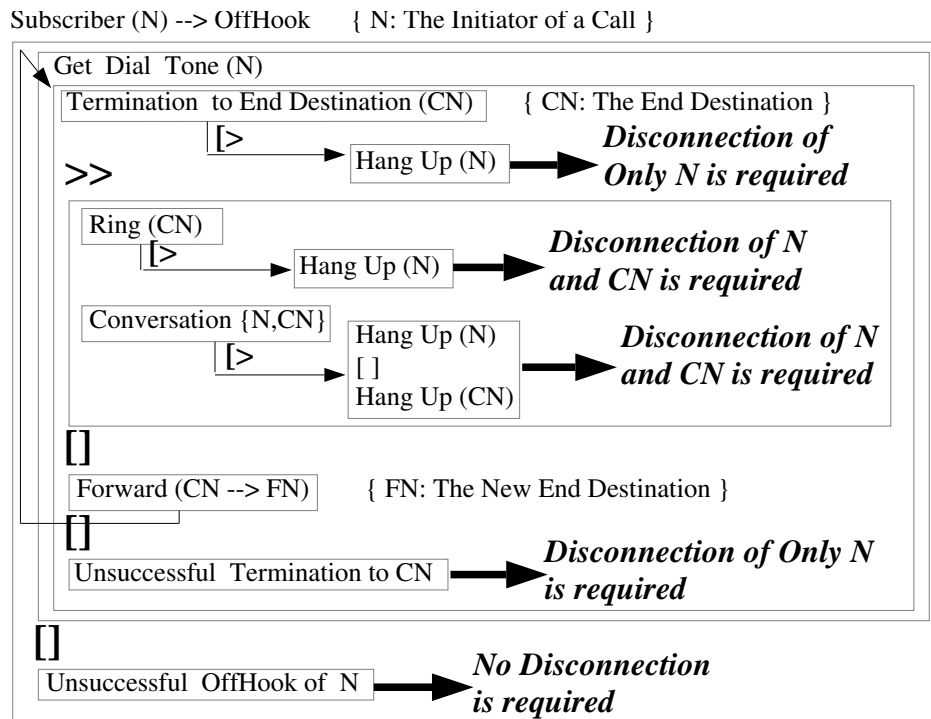 Subscriber (N) --> OffHook { N: The Initiator of a Call }
Get Dial Tone (N)
Termination to End Destination (CN) { CN: The End Destination }
[>
Hang Up (N)
Disconnection of
Only N is required
>>
Ring (CN)
[>
Hang Up (N)
Disconnection of N
and CN is required
Conversation {N,CN}
[>
Hang Up (N)
[ ]
Hang Up (CN)
Disconnection of N
and CN is required
[]
Forward (CN --> FN) { FN: The New End Destination }
[]
Unsuccessful Termination to CN
Disconnection of Only N
is required
[]
Unsuccessful OffHook of N
No Disconnection
is required